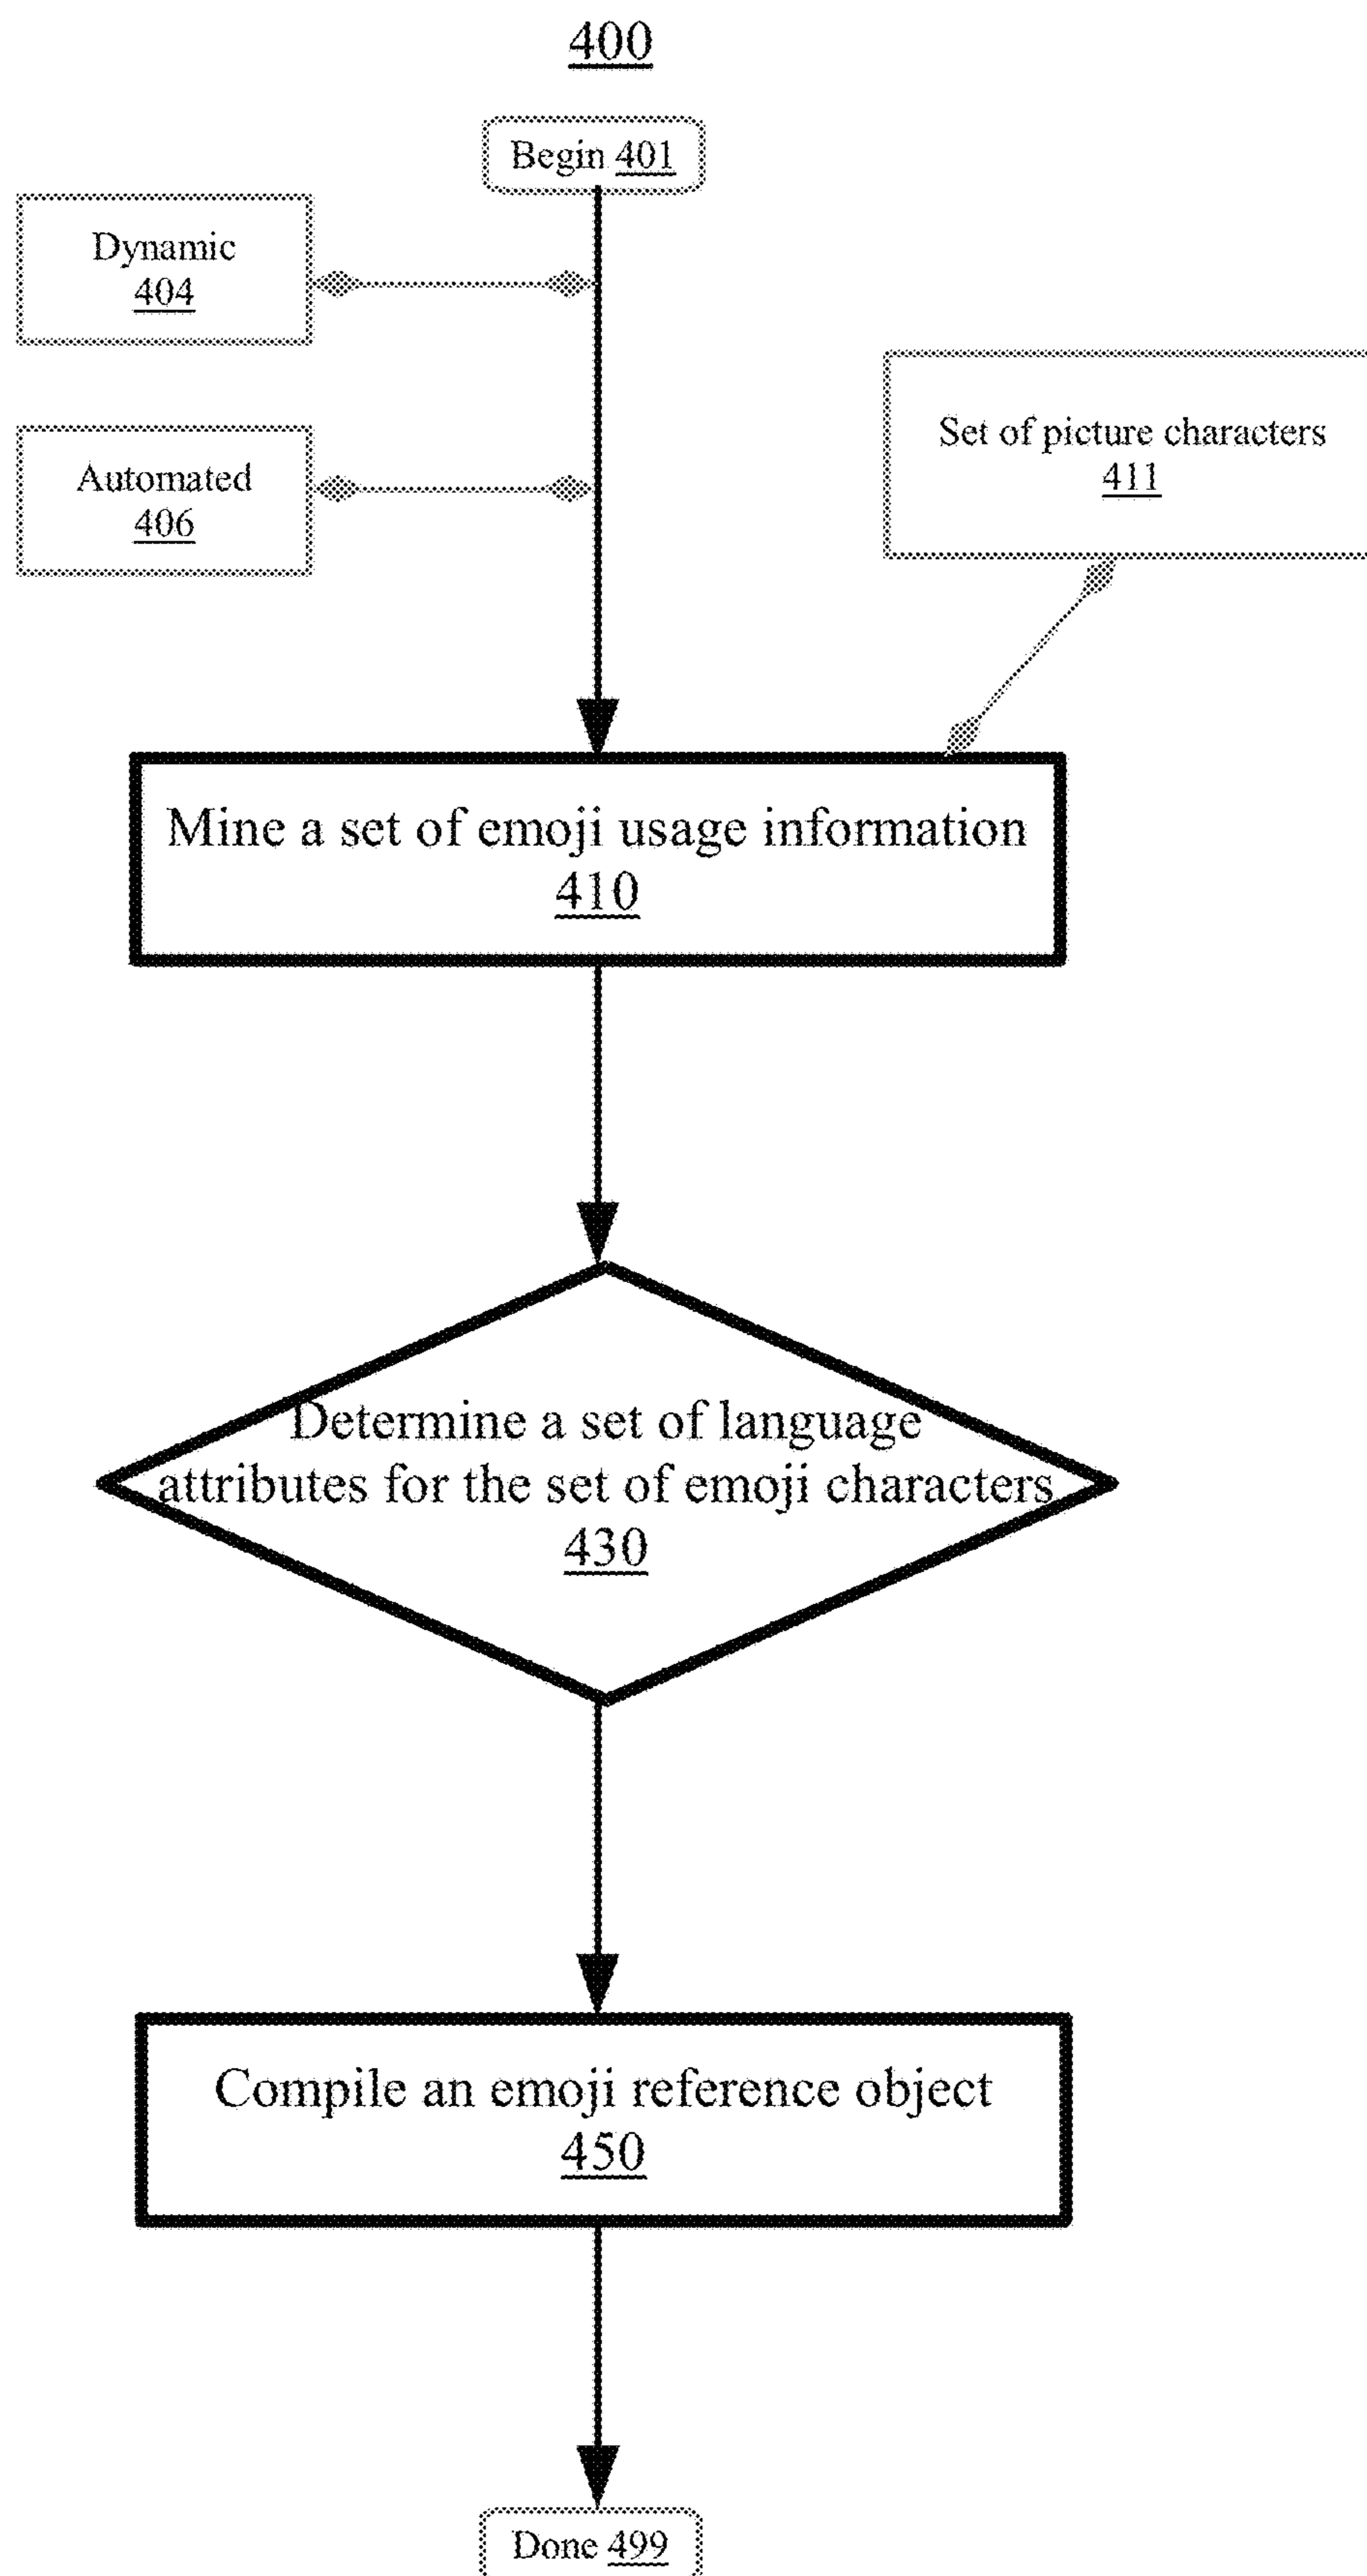 400
Begin 401
Dynamic
404
Automated
406
Set of picture characters
411
Mine a set of emoji usage information
410
Determine a set of language
attributes for the set of emoji characters
430
Compile an emoji reference object
450
Done 499